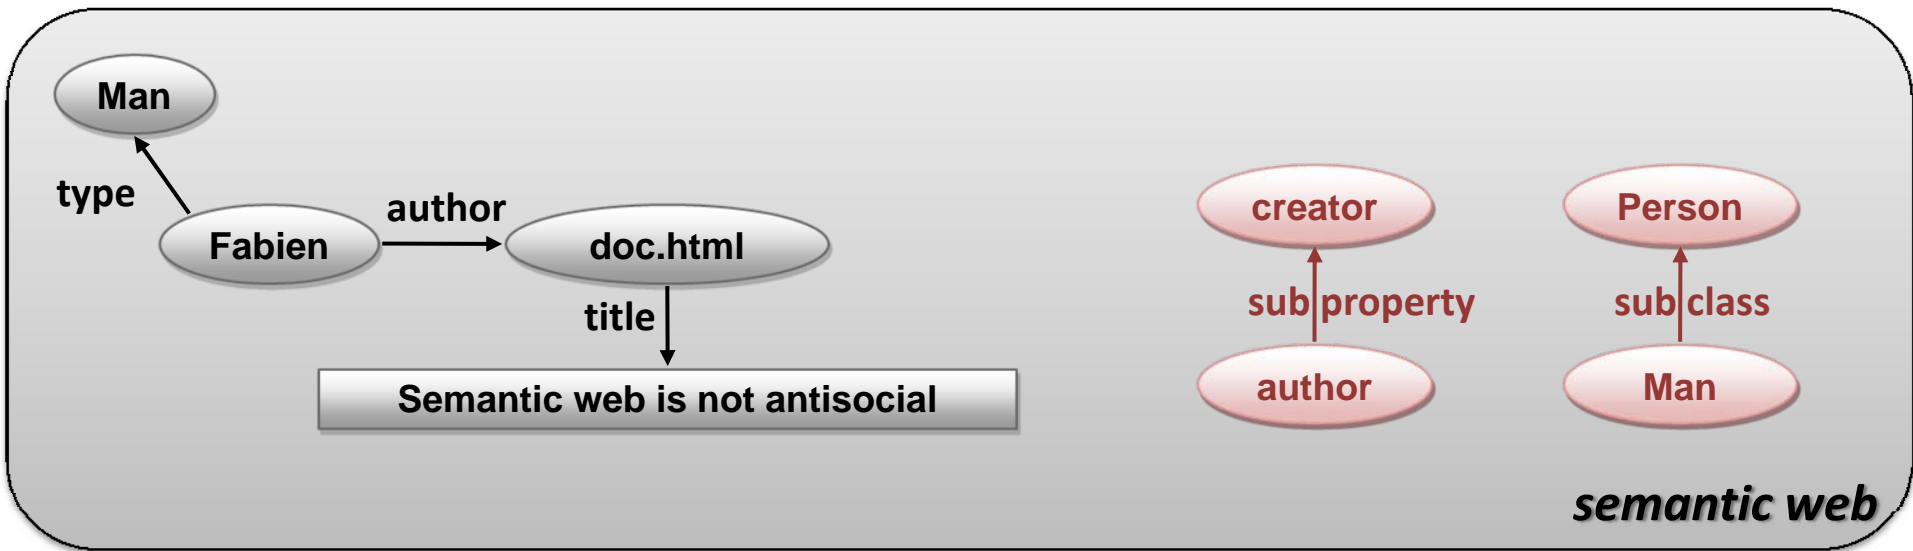 Man
type
author
Fabien
doc.html
title
Semantic web is not antisocial
creator
sub property
author
Person
sub class
Man
semantic web